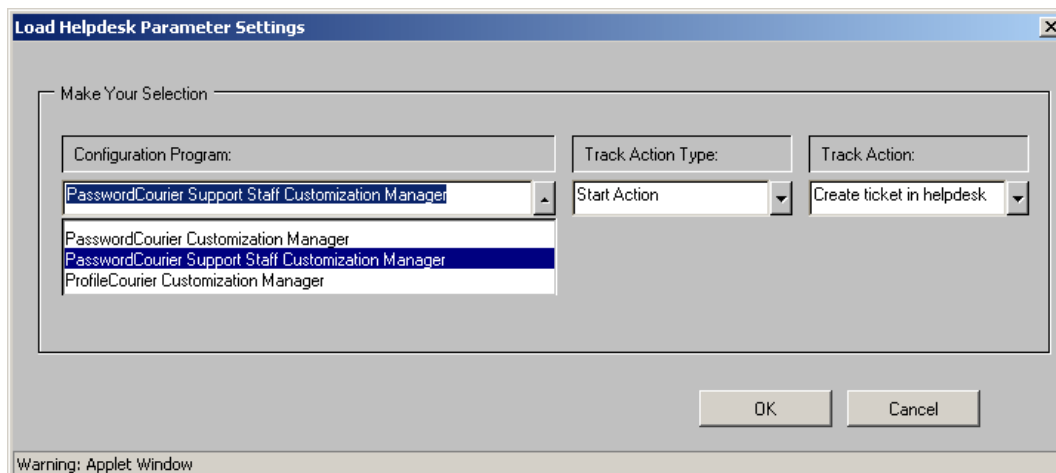 Load Helpdesk Parameter Settings
Make Your Selection
Configuration Program:
Track Action Type:
Track Action:
PasswordCourier Support Staff Customization Manager
Start Action
Create ticket in helpdesk
PasswordCourier Customization Manager
PasswordCourier Support Staff Customization Manager
ProfileCourier Customization Manager
OK
Cancel
Warning: Applet Window